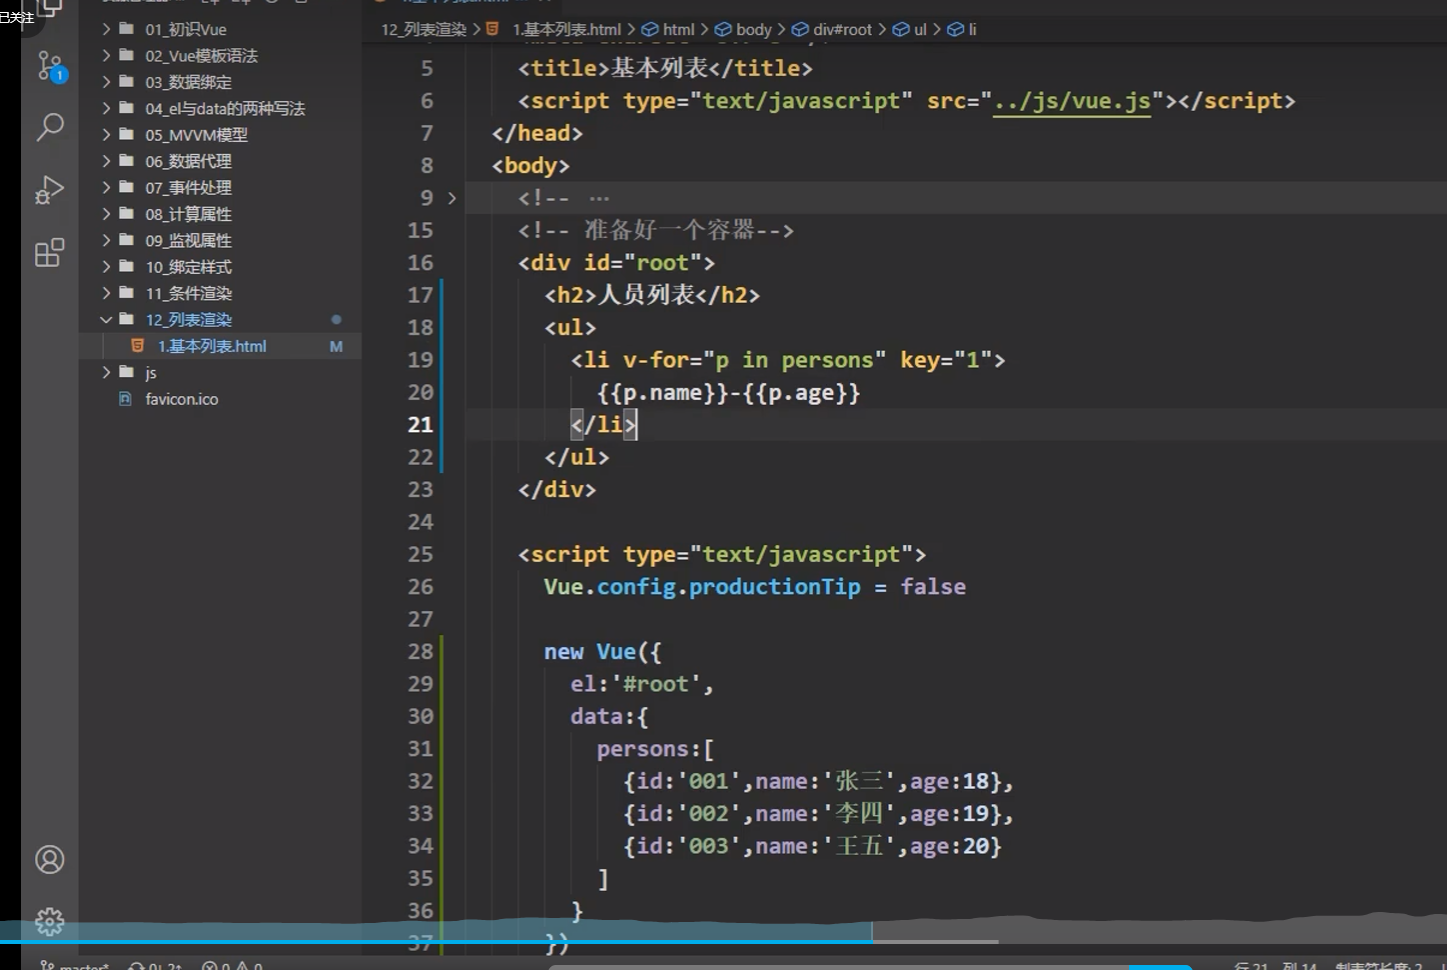 已关注
12_列表渲染 > 1.基本列表.html > html > body > div#root > ul > li
1
01_初识Vue
02_Vue模板语法
03_数据绑定
04_el与data的两种写法
05_MVVM模型
06_数据代理
07_事件处理
08_计算属性
09_监视属性
10_绑定样式
11_条件渲染
12_列表渲染
1.基本列表.html M
js
favicon.ico
5 <title>基本列表</title>
6 <script type="text/javascript" src="../js/vue.js"></script>
7 </head>
8 <body>
9 <!-- ...
15 <!-- 准备好一个容器-->
16 <div id="root">
17 <h2>人员列表</h2>
18 <ul>
19 <li v-for="p in persons" key="1">
20 {{p.name}}-{{p.age}}
21 </li>
22 </ul>
23 </div>
24
25 <script type="text/javascript">
26 Vue.config.productionTip = false
27
28 new Vue({
29 el:'#root',
30 data:{
31 persons:[
32 {id:'001',name:'张三',age:18},
33 {id:'002',name:'李四',age:19},
34 {id:'003',name:'王五',age:20}
35 ]
36 }
37 })
master* 0↓ 2↑ 0 0 行 21，列 14 制表符长度: 2